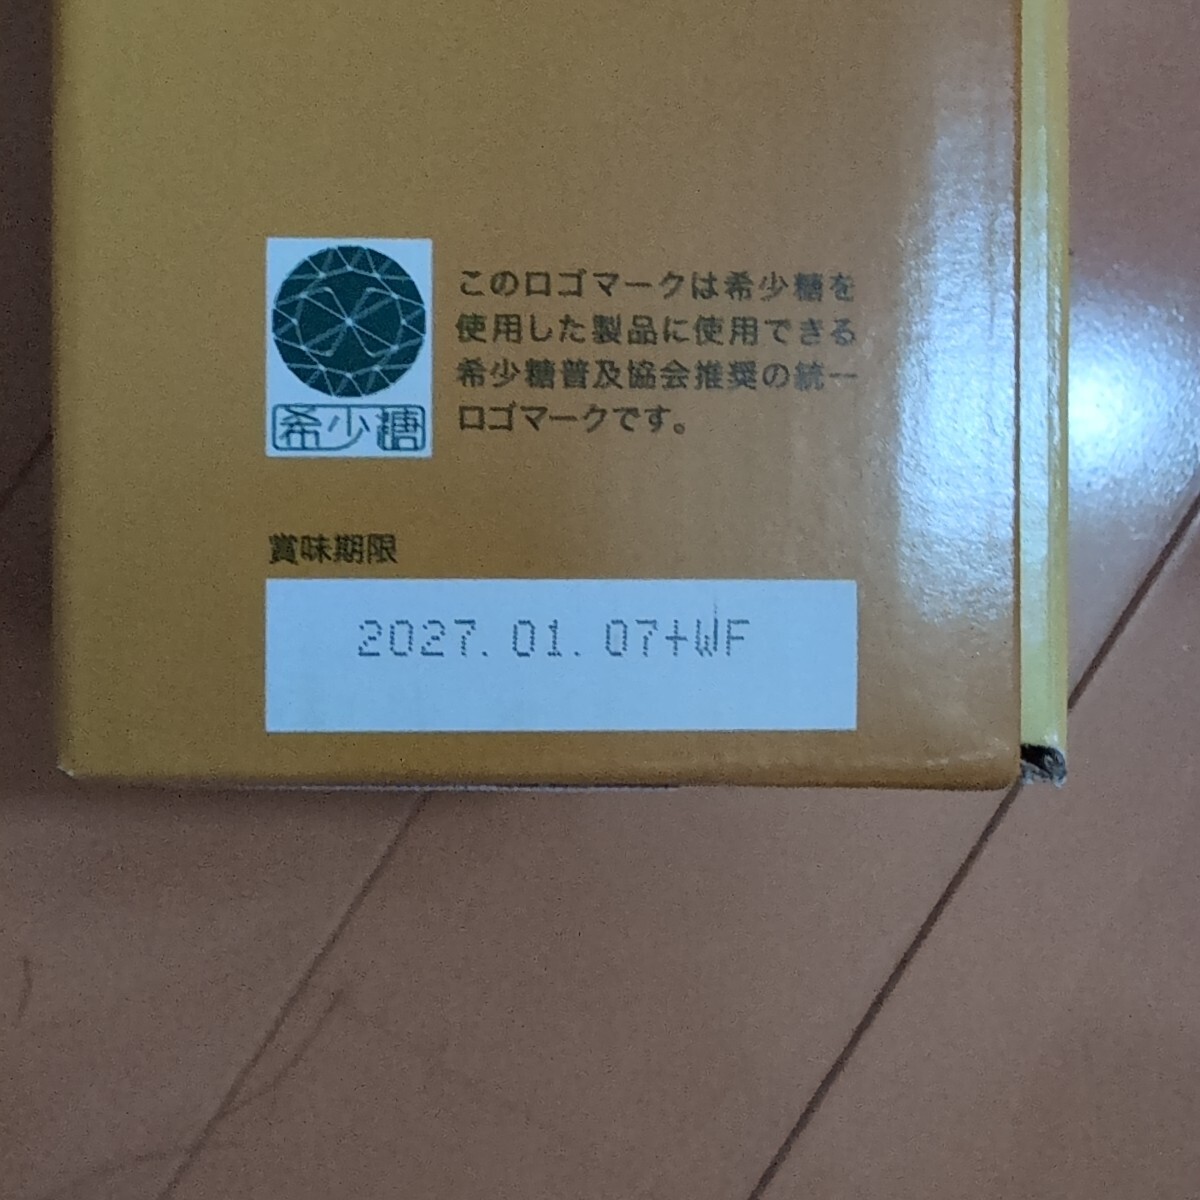 このロゴマークは希少糖を
使用した製品に使用できる
希少糖普及協会推奨の統一
ロゴマークです。
希少糖
賞味期限
2027.01.07+WF